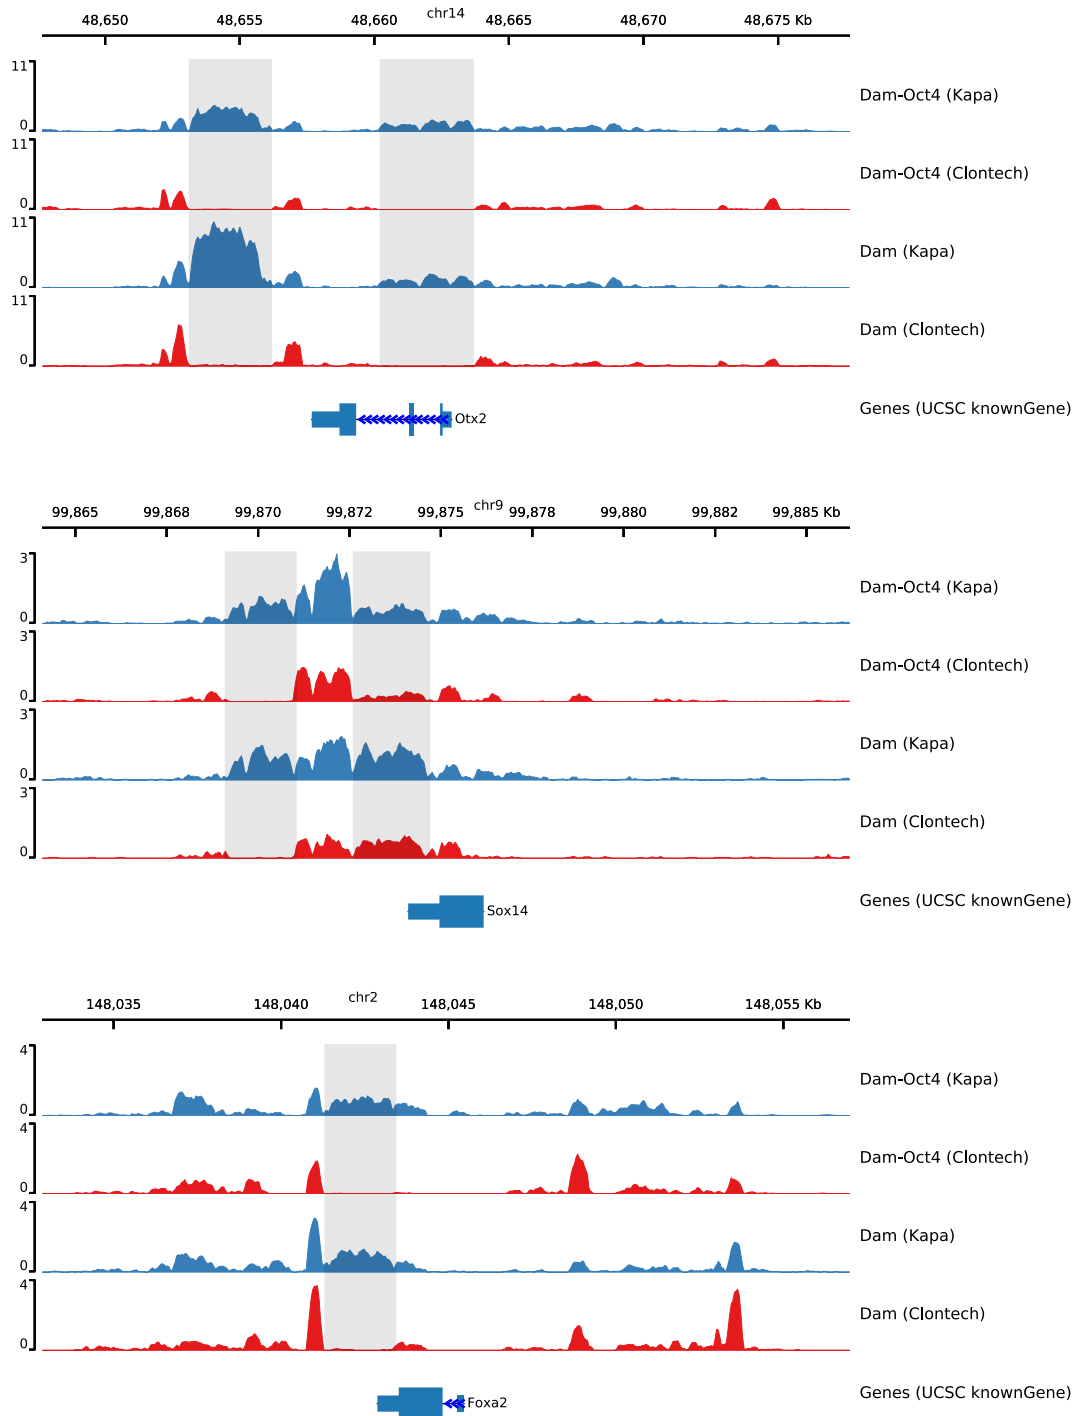 chr14
48,650 48,655 48,660 48,665 48,670 48,675 Kb
11
0
Dam-Oct4 (Kapa)
11
0
Dam-Oct4 (Clontech)
11
0
Dam (Kapa)
11
0
Dam (Clontech)
Otx2
Genes (UCSC knownGene)
chr9
99,865 99,868 99,870 99,872 99,875 99,878 99,880 99,882 99,885 Kb
3
0
Dam-Oct4 (Kapa)
3
0
Dam-Oct4 (Clontech)
3
0
Dam (Kapa)
3
0
Dam (Clontech)
Sox14
Genes (UCSC knownGene)
chr2
148,035 148,040 148,045 148,050 148,055 Kb
4
0
Dam-Oct4 (Kapa)
4
0
Dam-Oct4 (Clontech)
4
0
Dam (Kapa)
4
0
Dam (Clontech)
Foxa2
Genes (UCSC knownGene)